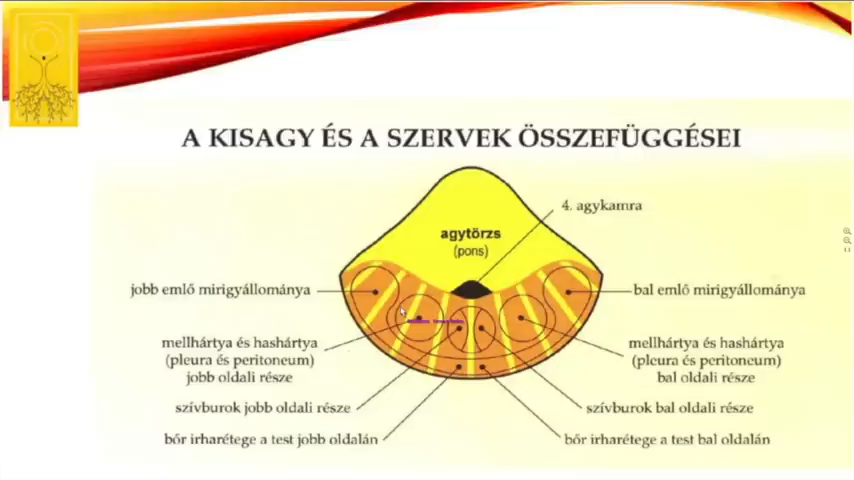 A KISAGY ÉS A SZERVEK ÖSSZEFÜGGÉSEI
4. agykamra
agytörzs
(pons)
jobb emlő mirigyállománya
bal emlő mirigyállománya
mellhártya és hashártya
(pleura és peritoneum)
jobb oldali része
mellhártya és hashártya
(pleura és peritoneum)
bal oldali része
szívburok jobb oldali része
szívburok bal oldali része
bőr irharétege a test jobb oldalán
bőr irharétege a test bal oldalán